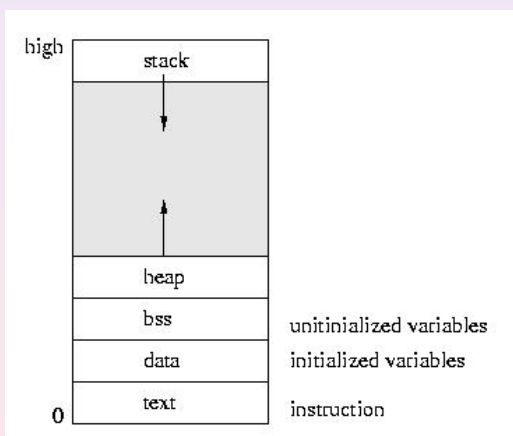 high
stack
heap
bss
unitinialized variables
data
initialized variables
text
instruction
0